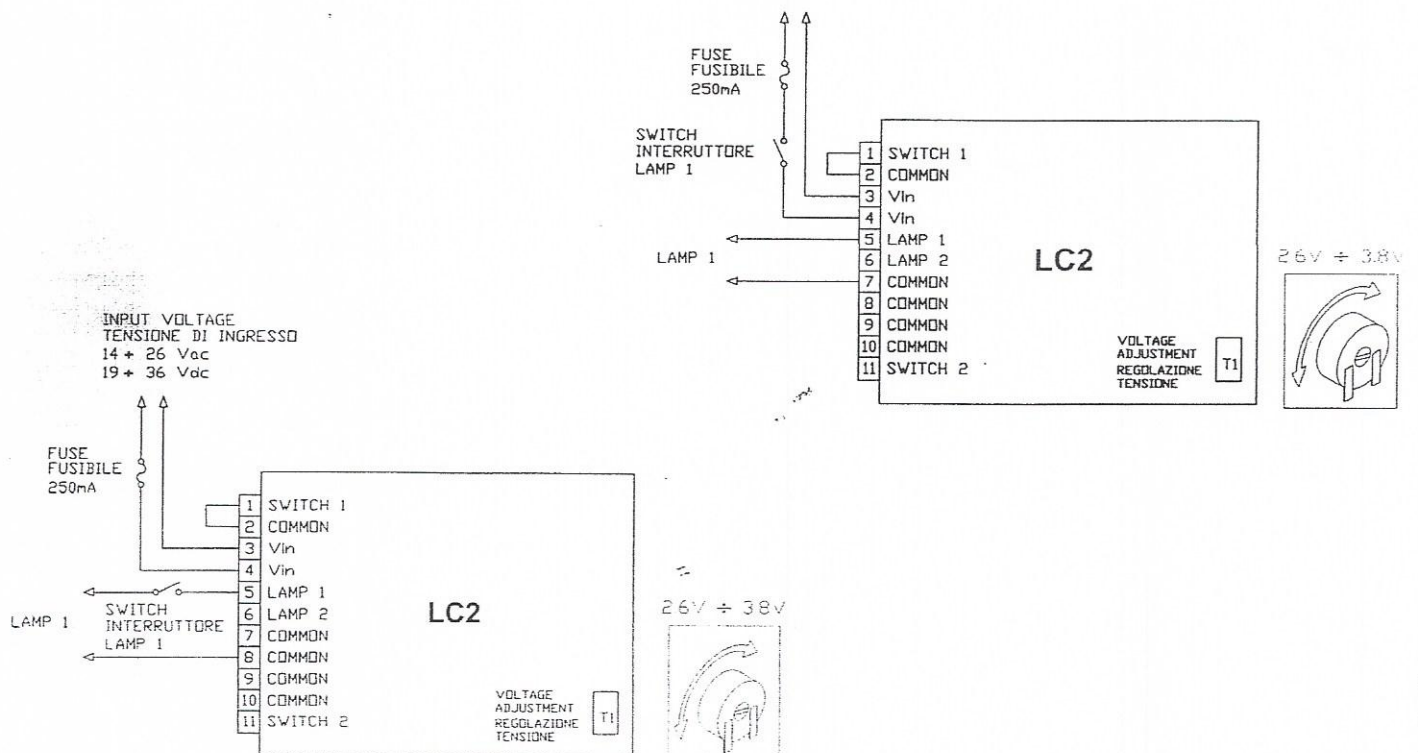 FUSE
FUSIBILE
250mA
SWITCH
INTERRUTTORE
LAMP 1
1 SWITCH 1
2 COMMON
3 Vin
4 Vin
5 LAMP 1
6 LAMP 2
7 COMMON
8 COMMON
9 COMMON
10 COMMON
11 SWITCH 2
LAMP 1
LC2
VOLTAGE
ADJUSTMENT
REGOLAZIONE
TENSIONE
T1
2.6V ÷ 3.8V
INPUT VOLTAGE
TENSIONE DI INGRESSO
14 ÷ 26 Vac
19 ÷ 36 Vdc
FUSE
FUSIBILE
250mA
1 SWITCH 1
2 COMMON
3 Vin
4 Vin
5 LAMP 1
6 LAMP 2
7 COMMON
8 COMMON
9 COMMON
10 COMMON
11 SWITCH 2
LAMP 1
SWITCH
INTERRUTTORE
LAMP 1
LC2
VOLTAGE
ADJUSTMENT
REGOLAZIONE
TENSIONE
T1
2.6V ÷ 3.8V